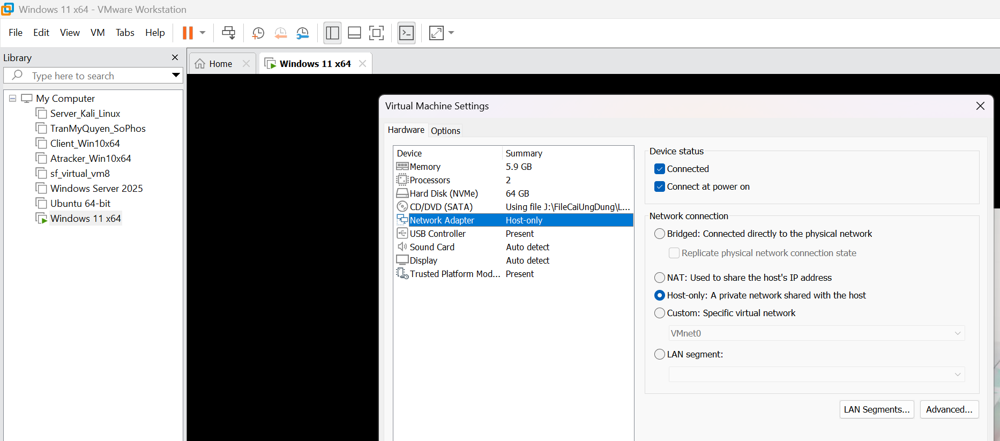 Windows 11 x64 - VMware Workstation
File Edit View VM Tabs Help
Library
Type here to search
My Computer
Server_Kali_Linux
TranMyQuyen_SoPhos
Client_Win10x64
Atracker_Win10x64
sf_virtual_vm8
Windows Server 2025
Ubuntu 64-bit
Windows 11 x64
Home
Windows 11 x64
Virtual Machine Settings
Hardware Options
Device Summary
Memory 5.9 GB
Processors 2
Hard Disk (NVMe) 64 GB
CD/DVD (SATA) Using file J:\FileCaiUngDung\L...
Network Adapter Host-only
USB Controller Present
Sound Card Auto detect
Display Auto detect
Trusted Platform Mod... Present
Device status
Connected
Connect at power on
Network connection
Bridged: Connected directly to the physical network
Replicate physical network connection state
NAT: Used to share the host's IP address
Host-only: A private network shared with the host
Custom: Specific virtual network
VMnet0
LAN segment:
LAN Segments... Advanced...